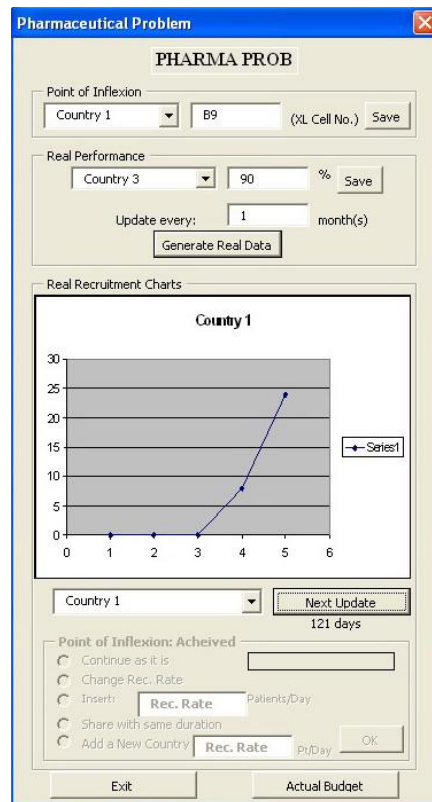 Pharmaceutical Problem
PHARMA PROB
Point of Inflexion
Country 1 B9 (XL Cell No.) Save
Real Performance
Country 3 90 % Save
Update every: 1 month(s)
Generate Real Data
Real Recruitment Charts
Country 1
30
25
20
15
10
5
0
0 1 2 3 4 5 6
Series1
Country 1 Next Update
121 days
Point of Inflexion: Acheived
Continue as it is
Change Rec. Rate
Insert: Rec. Rate Patients/Day
Share with same duration
Add a New Country Rec. Rate Pt/Day OK
Exit Actual Budget